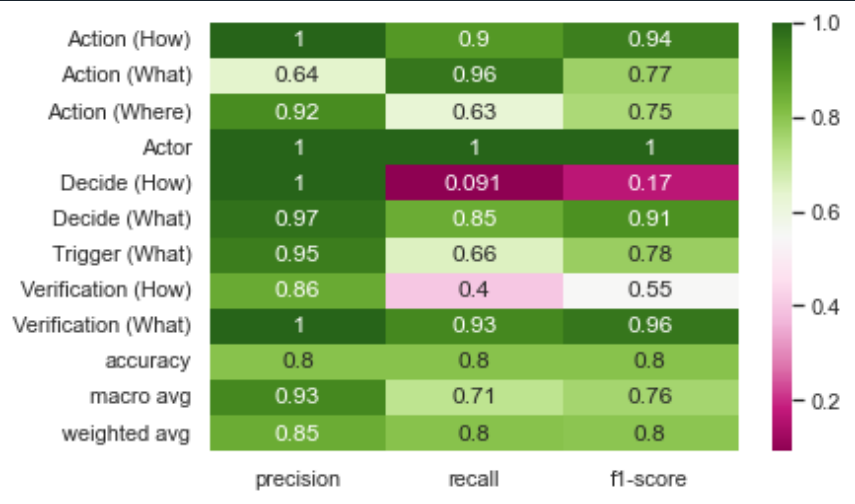 Action (How) 1 0.9 0.94
Action (What) 0.64 0.96 0.77
Action (Where) 0.92 0.63 0.75
Actor 1 1 1
Decide (How) 1 0.091 0.17
Decide (What) 0.97 0.85 0.91
Trigger (What) 0.95 0.66 0.78
Verification (How) 0.86 0.4 0.55
Verification (What) 1 0.93 0.96
accuracy 0.8 0.8 0.8
macro avg 0.93 0.71 0.76
weighted avg 0.85 0.8 0.8
precision recall f1-score
1.0
0.8
0.6
0.4
0.2